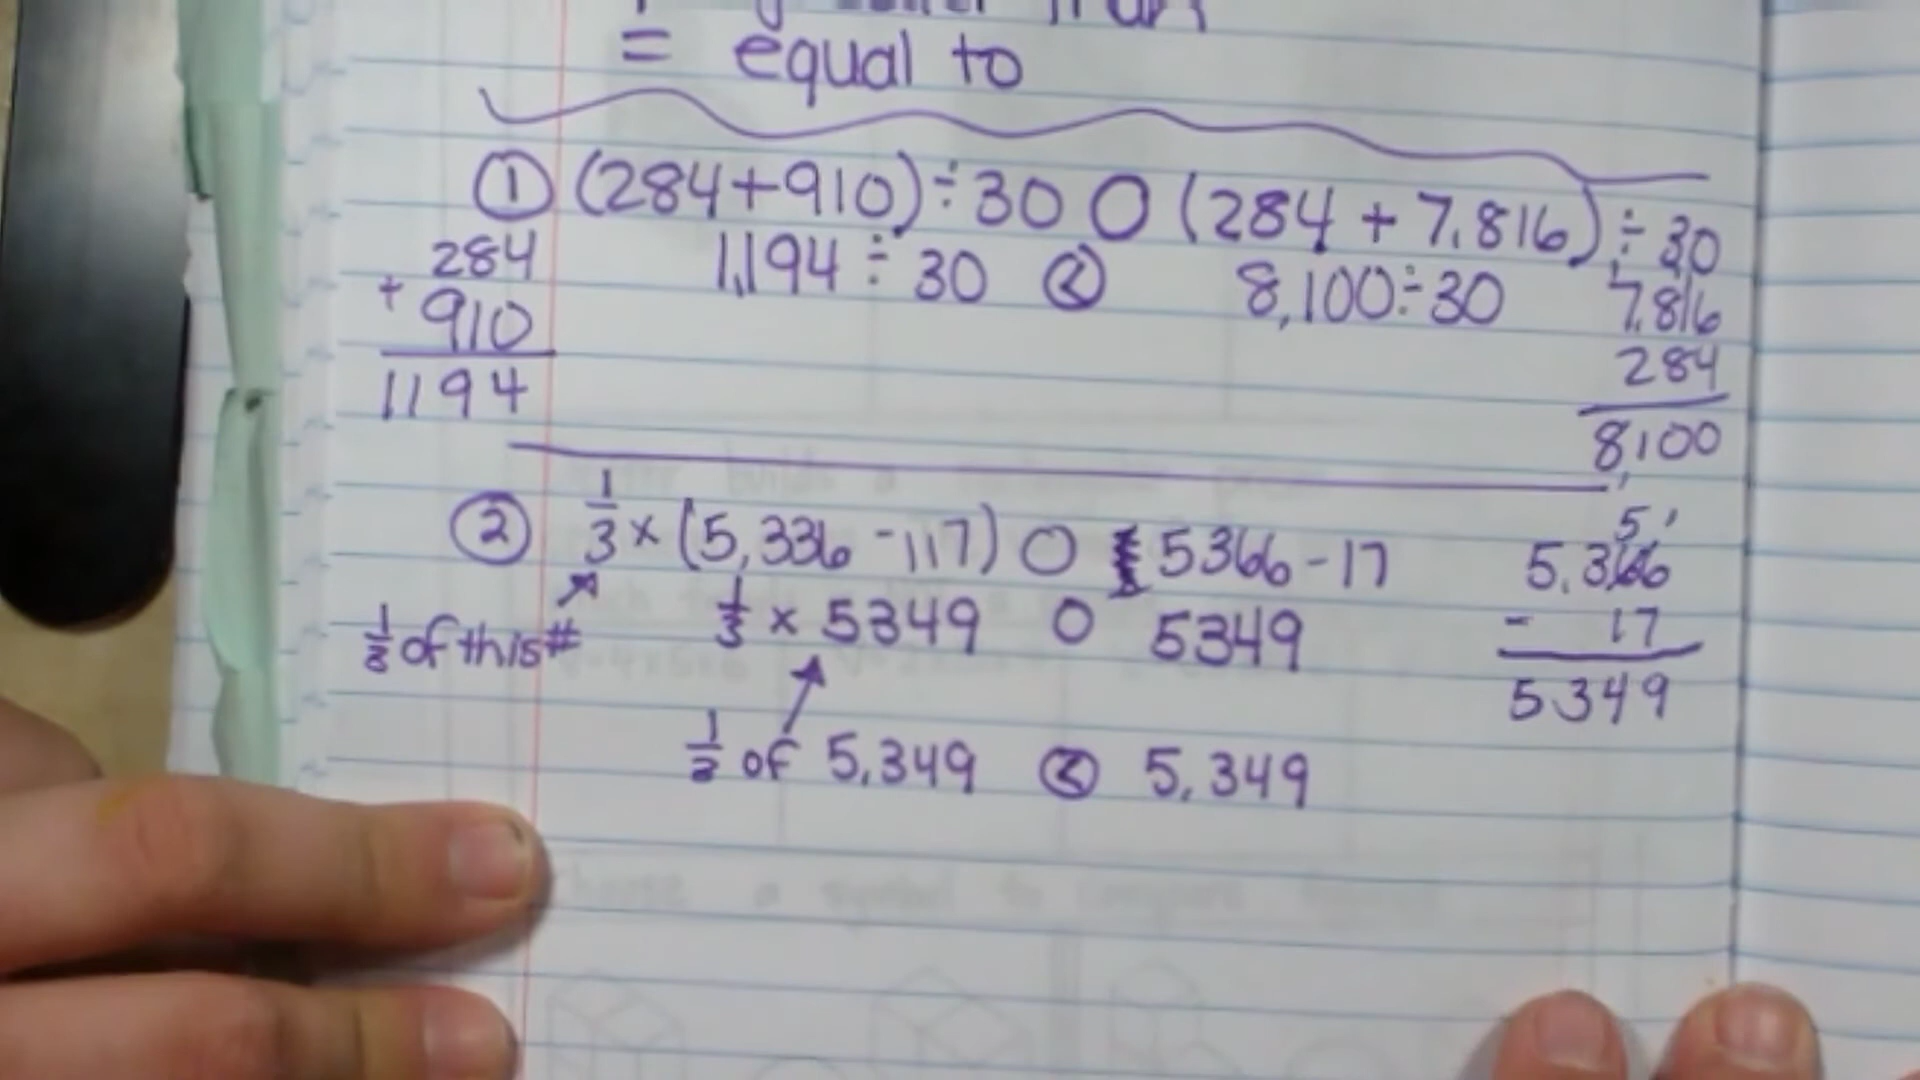 = equal to
① (284+910)÷30 ○ (284 + 7,816) ÷ 30
284
+ 910
1194
1,194 ÷ 30 < 8,100÷30
7,816
284
8,100
② 1/3 × (5,336 - 117) ○ 5366 - 17
1/3 of this #
1/3 × 5349 ○ 5349
5,366
- 17
5349
1/3 of 5,349 < 5,349